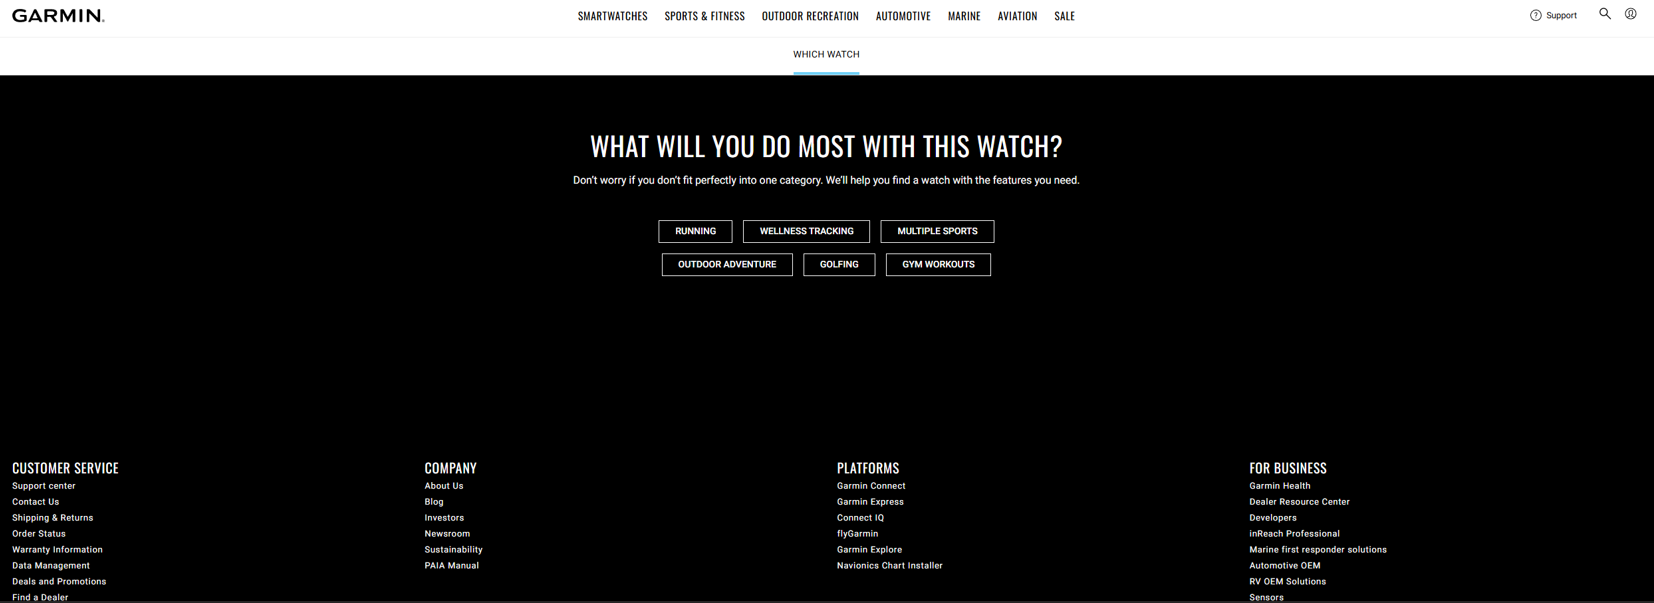 GARMIN.
SMARTWATCHES SPORTS & FITNESS OUTDOOR RECREATION AUTOMOTIVE MARINE AVIATION SALE
? Support
WHICH WATCH
WHAT WILL YOU DO MOST WITH THIS WATCH?
Don't worry if you don't fit perfectly into one category. We'll help you find a watch with the features you need.
RUNNING WELLNESS TRACKING MULTIPLE SPORTS
OUTDOOR ADVENTURE GOLFING GYM WORKOUTS
CUSTOMER SERVICE
Support center
Contact Us
Shipping & Returns
Order Status
Warranty Information
Data Management
Deals and Promotions
Find a Dealer
COMPANY
About Us
Blog
Investors
Newsroom
Sustainability
PAIA Manual
PLATFORMS
Garmin Connect
Garmin Express
Connect IQ
flyGarmin
Garmin Explore
Navionics Chart Installer
FOR BUSINESS
Garmin Health
Dealer Resource Center
Developers
inReach Professional
Marine first responder solutions
Automotive OEM
RV OEM Solutions
Sensors